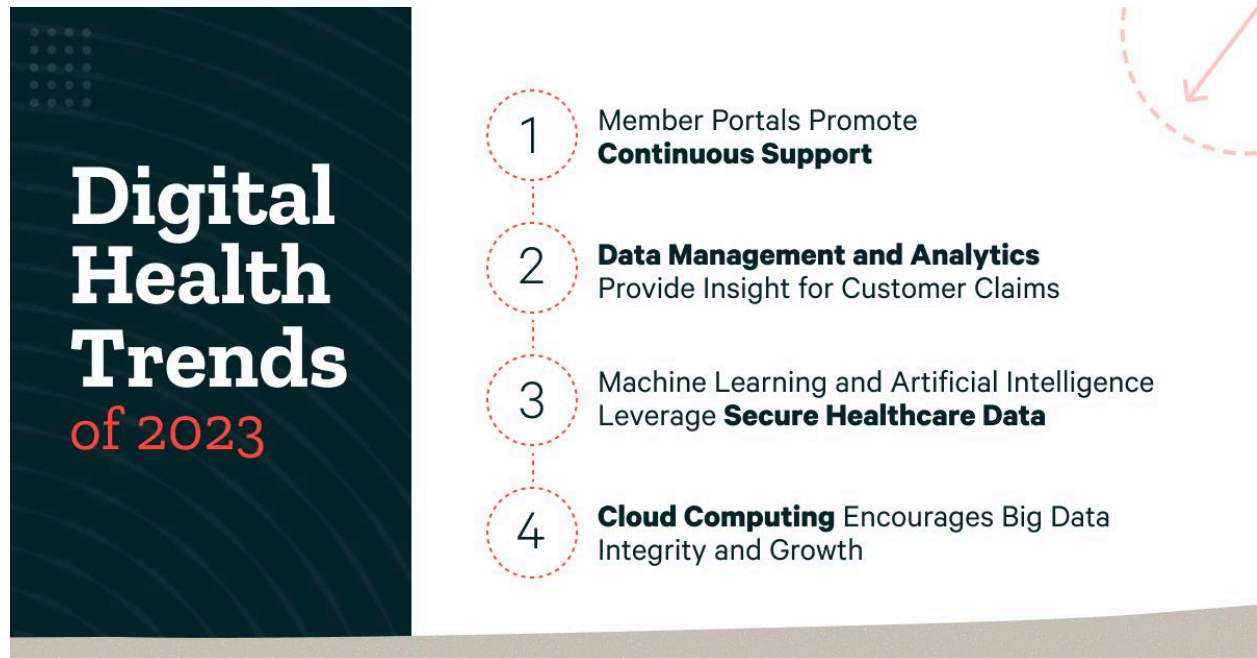 Digital
Health
Trends
of 2023
1
Member Portals Promote
Continuous Support
2
Data Management and Analytics
Provide Insight for Customer Claims
3
Machine Learning and Artificial Intelligence
Leverage Secure Healthcare Data
4
Cloud Computing Encourages Big Data
Integrity and Growth